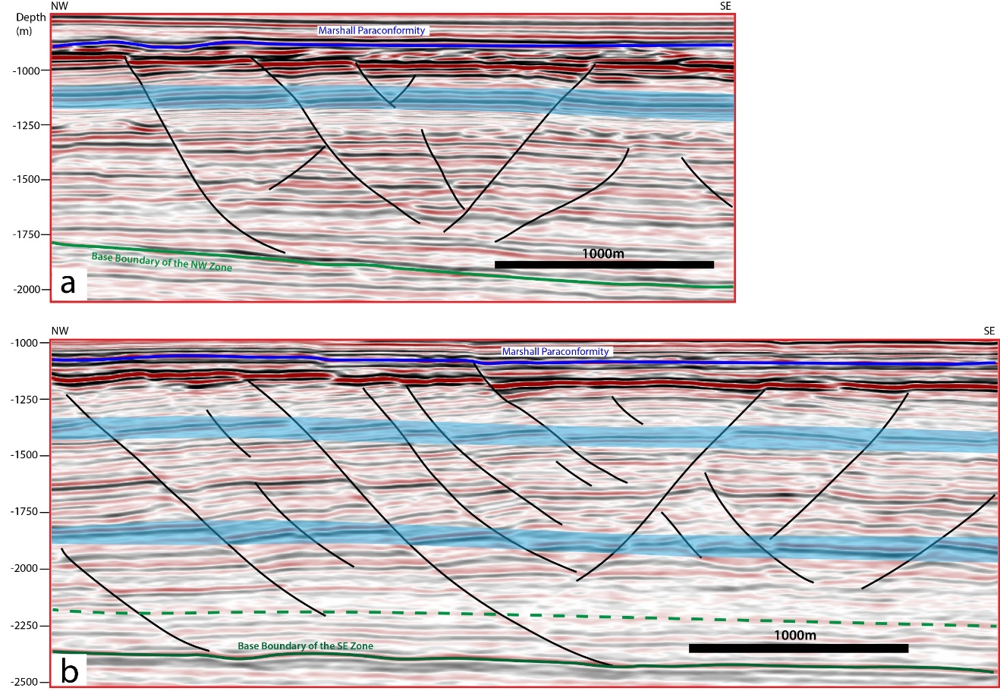 NW
SE
Depth
(m)
Marshall Paraconformity
-1000
-1250
-1500
-1750
1000m
Base Boundary of the NW Zone
a
-2000
NW
SE
-1000
Marshall Paraconformity
-1250
-1500
-1750
-2000
-2250
1000m
Base Boundary of the SE Zone
b
-2500